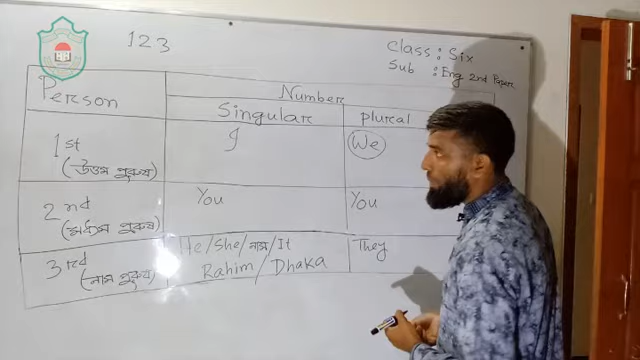 123
Class : Six
Sub : Eng 2nd Paper
Person
Number
Singular
plural
1st
(উত্তম পুরুষ)
I
We
2nd
(মধ্যম পুরুষ)
You
You
3rd
(নাম পুরুষ)
He/She/নাম/It
Rahim/Dhaka
They